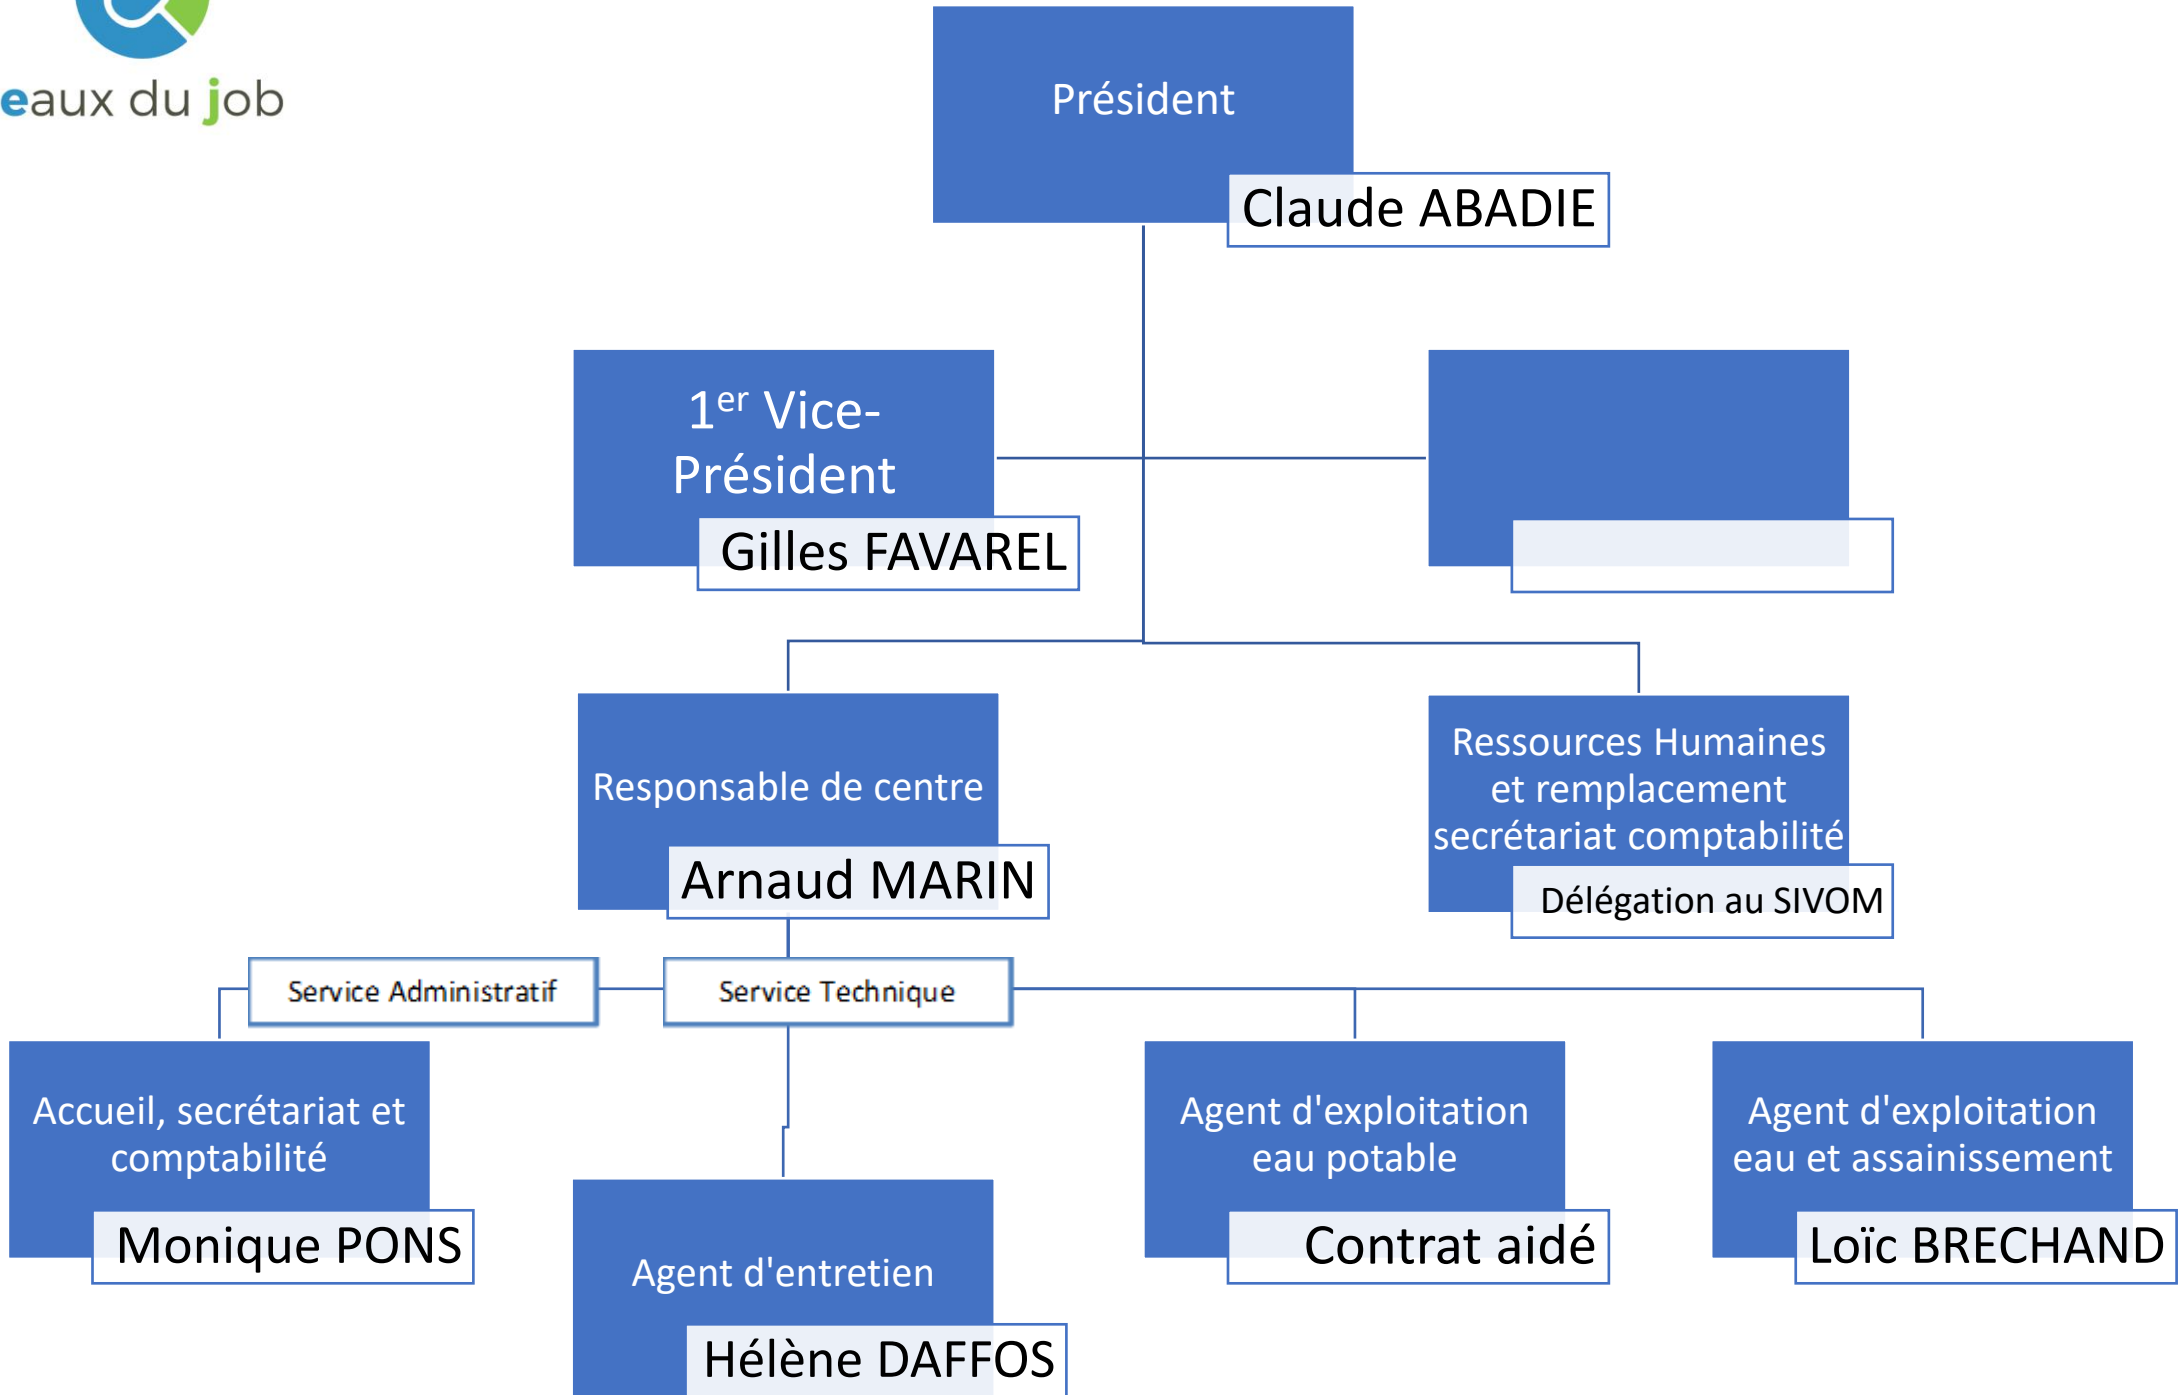 eaux du job
Président
Claude ABADIE
1er Vice-
Président
Gilles FAVAREL
Responsable de centre
Arnaud MARIN
Ressources Humaines
et remplacement
secrétariat comptabilité
Délégation au SIVOM
Service Administratif
Service Technique
Accueil, secrétariat et
comptabilité
Monique PONS
Agent d'entretien
Hélène DAFFOS
Agent d'exploitation
eau potable
Contrat aidé
Agent d'exploitation
eau et assainissement
Loïc BRECHAND